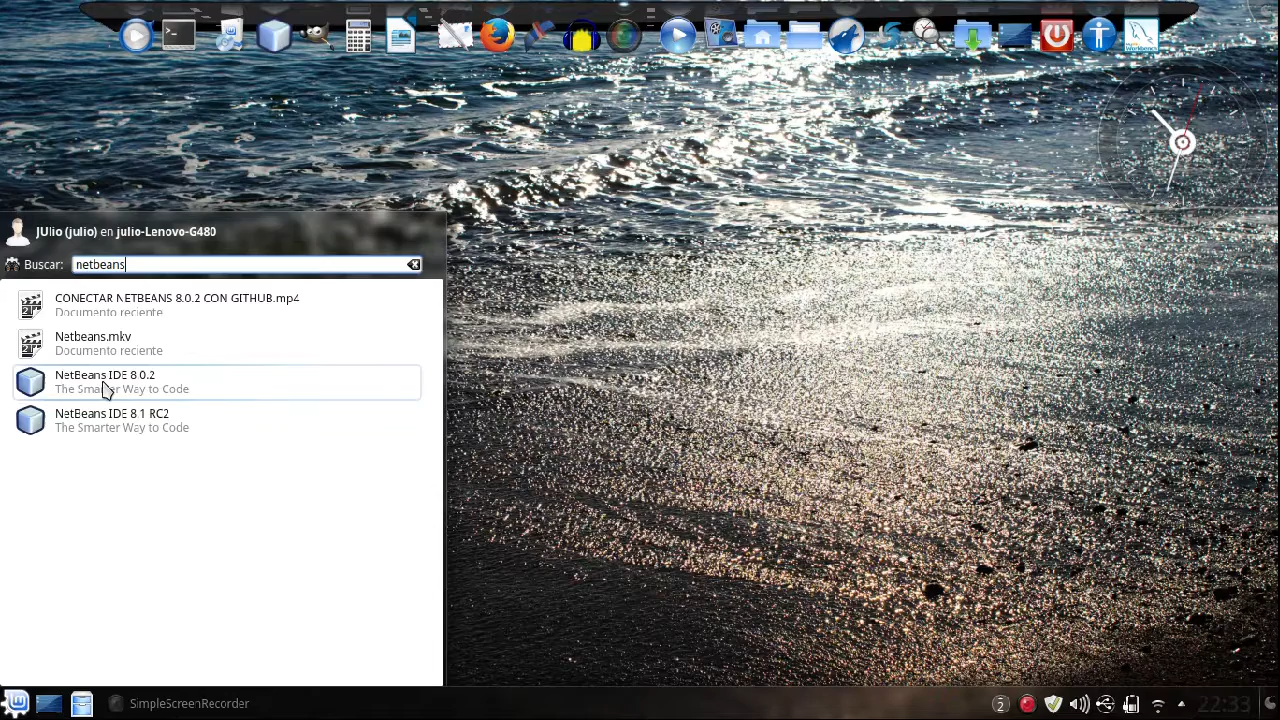 JUlio (julio) en julio-Lenovo-G480
Buscar: netbeans
CONECTAR NETBEANS 8.0.2 CON GITHUB.mp4
Documento reciente
Netbeans.mkv
Documento reciente
NetBeans IDE 8.0.2
The Smarter Way to Code
NetBeans IDE 8.1 RC2
The Smarter Way to Code
SimpleScreenRecorder
2
22:33